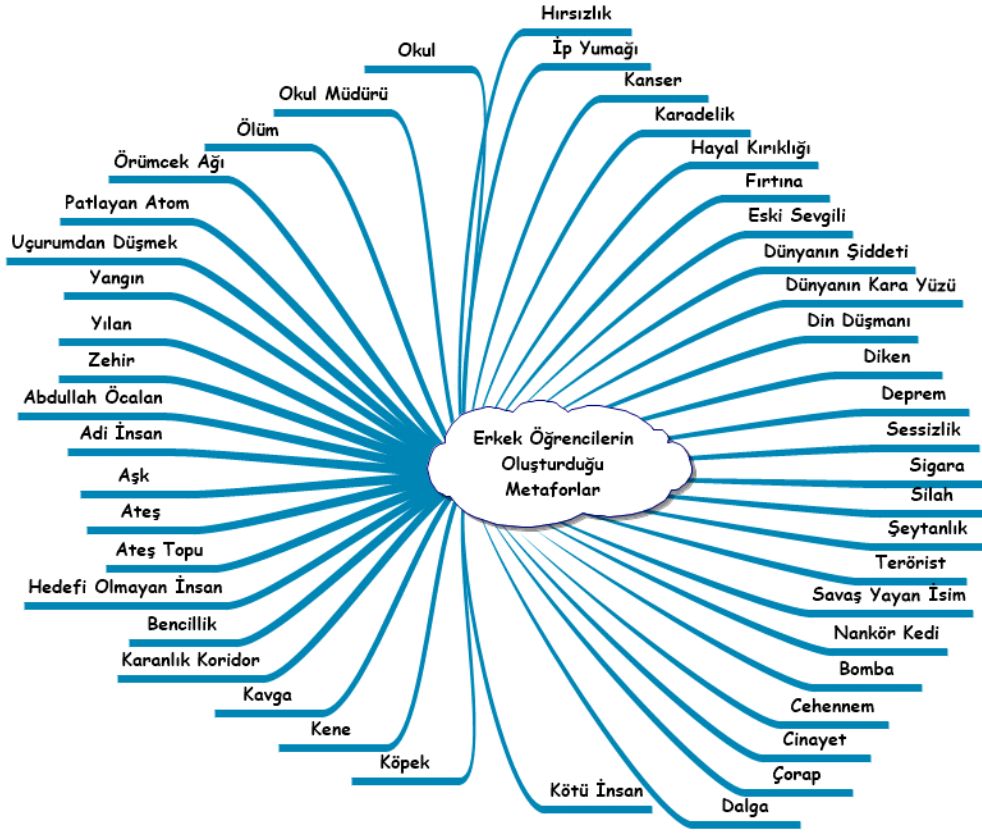 Hırsızlık
İp Yumağı
Kanser
Karadelik
Hayal Kırıklığı
Fırtına
Eski Sevgili
Dünyanın Şiddeti
Dünyanın Kara Yüzü
Din Düşmanı
Diken
Deprem
Sessizlik
Sigara
Silah
Şeytanlık
Terörist
Savaş Yayan İsim
Nankör Kedi
Bomba
Cehennem
Cinayet
Çorap
Dalga
Kötü İnsan
Köpek
Kene
Kavga
Karanlık Koridor
Bencillik
Hedefi Olmayan İnsan
Ateş Topu
Ateş
Aşk
Adi İnsan
Abdullah Öcalan
Zehir
Yılan
Yangın
Uçurumdan Düşmek
Patlayan Atom
Örümcek Ağı
Ölüm
Okul Müdürü
Okul
Erkek Öğrencilerin
Oluşturduğu
Metaforlar